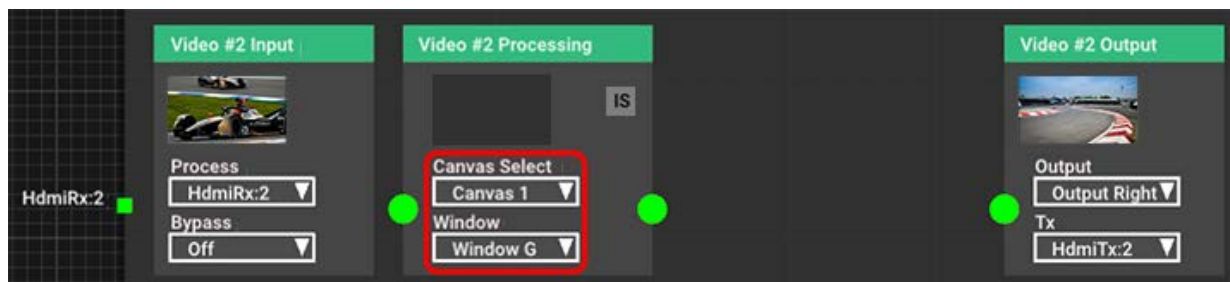 Video #2 Input
Video #2 Processing
Video #2 Output
IS
Process
Canvas Select
Output
HdmiRx:2
HdmiRx:2
Canvas 1
Output Right
Bypass
Window
Tx
Off
Window G
HdmiTx:2